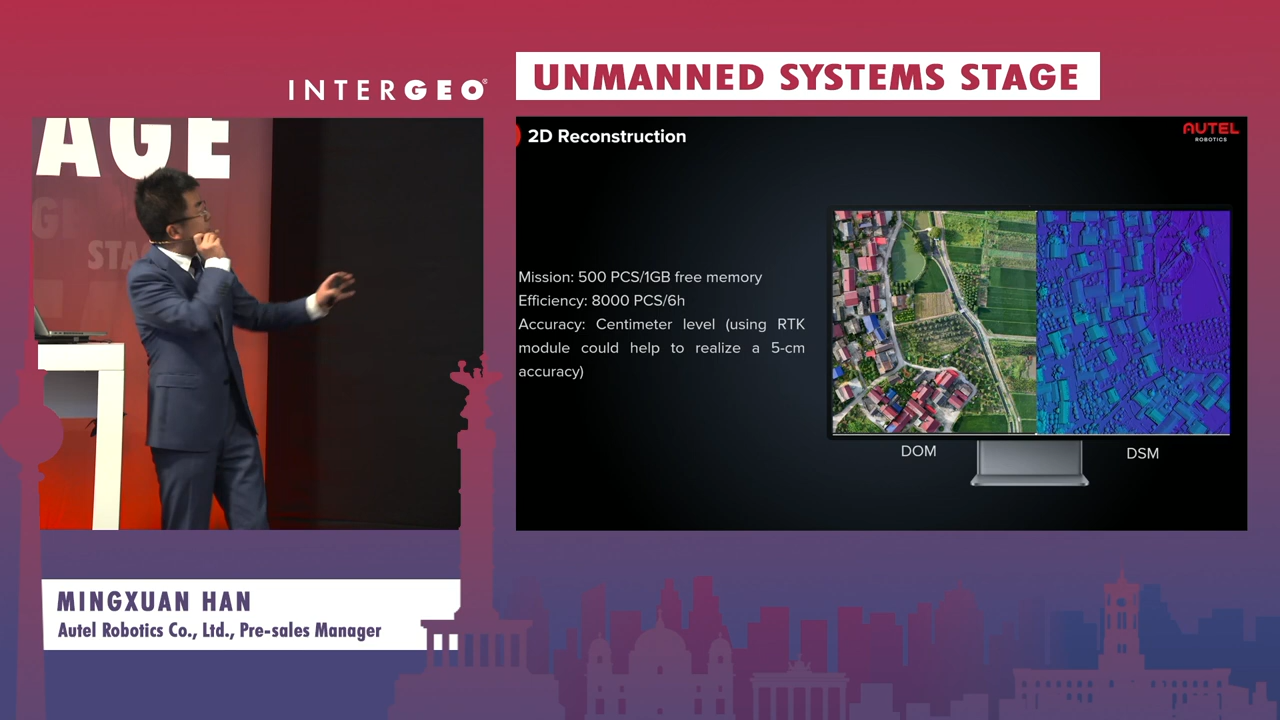 INTERGEO®
UNMANNED SYSTEMS STAGE
AGE
STA
2D Reconstruction
AUTEL
ROBOTICS
Mission: 500 PCS/1GB free memory
Efficiency: 8000 PCS/6h
Accuracy: Centimeter level (using RTK
module could help to realize a 5-cm
accuracy)
DOM
DSM
MINGXUAN HAN
Autel Robotics Co., Ltd., Pre-sales Manager